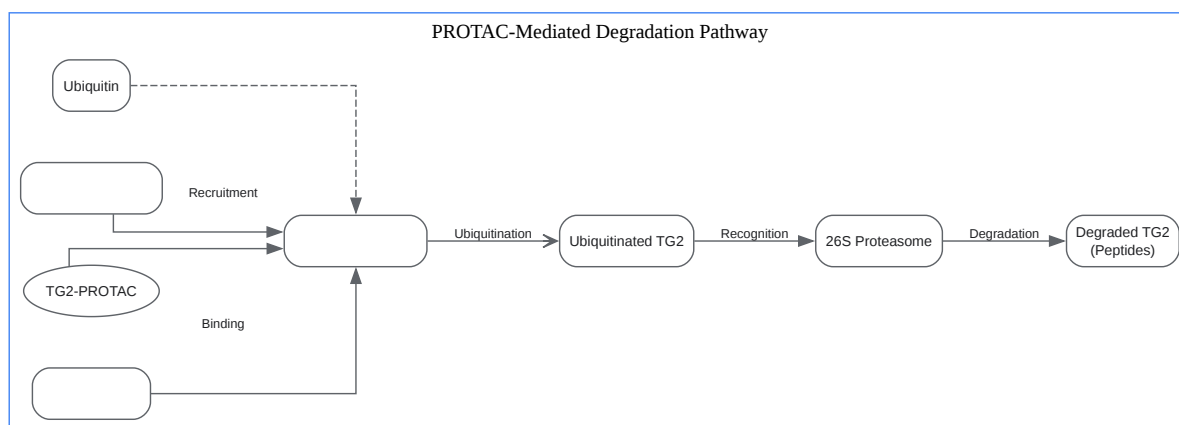 PROTAC-Mediated Degradation Pathway
Ubiquitin
Recruitment
Ubiquitination
Ubiquitinated TG2
Recognition
26S Proteasome
Degradation
Degraded TG2
(Peptides)
TG2-PROTAC
Binding